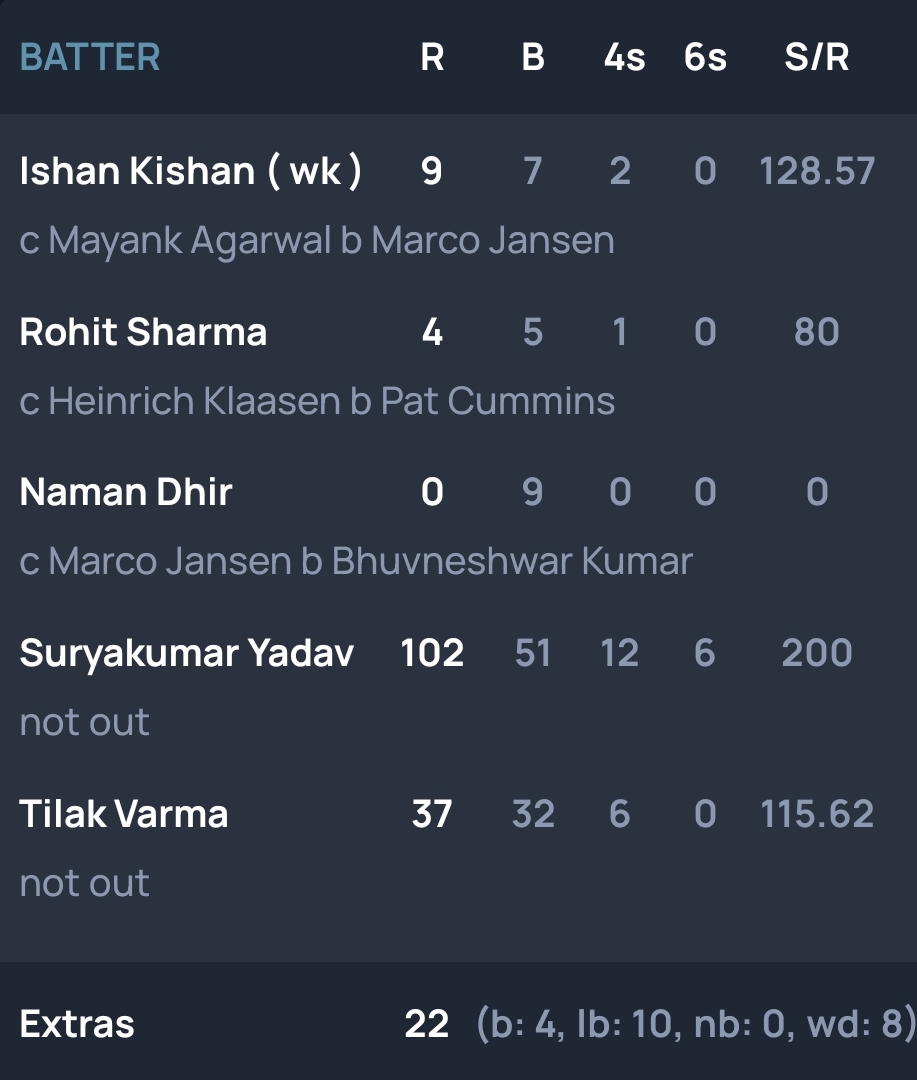 BATTER R B 4s 6s S/R
Ishan Kishan ( wk ) 9 7 2 0 128.57
c Mayank Agarwal b Marco Jansen
Rohit Sharma 4 5 1 0 80
c Heinrich Klaasen b Pat Cummins
Naman Dhir 0 9 0 0 0
c Marco Jansen b Bhuvneshwar Kumar
Suryakumar Yadav 102 51 12 6 200
not out
Tilak Varma 37 32 6 0 115.62
not out
Extras 22 (b: 4, lb: 10, nb: 0, wd: 8)